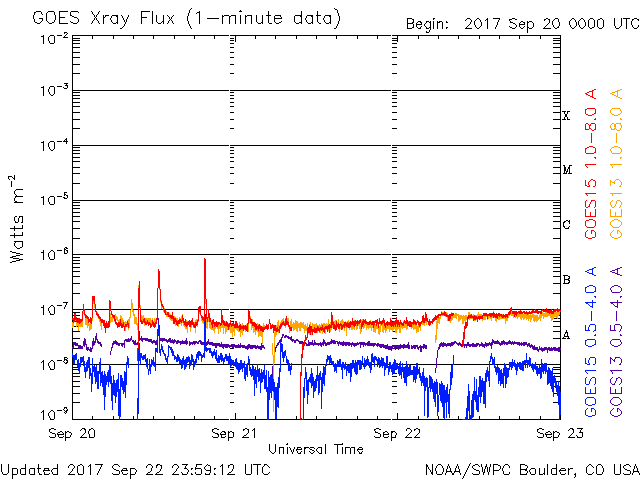 GOES Xray Flux (1-minute data)
Begin: 2017 Sep 20 0000 UTC
Watts m⁻²
10⁻²
10⁻³
10⁻⁴
10⁻⁵
10⁻⁶
10⁻⁷
10⁻⁸
10⁻⁹
X
M
C
B
A
GOES15 1.0-8.0 A
GOES13 1.0-8.0 A
GOES15 0.5-4.0 A
GOES13 0.5-4.0 A
Sep 20 Sep 21 Sep 22 Sep 23
Universal Time
Updated 2017 Sep 22 23:59:12 UTC
NOAA/SWPC Boulder, CO USA